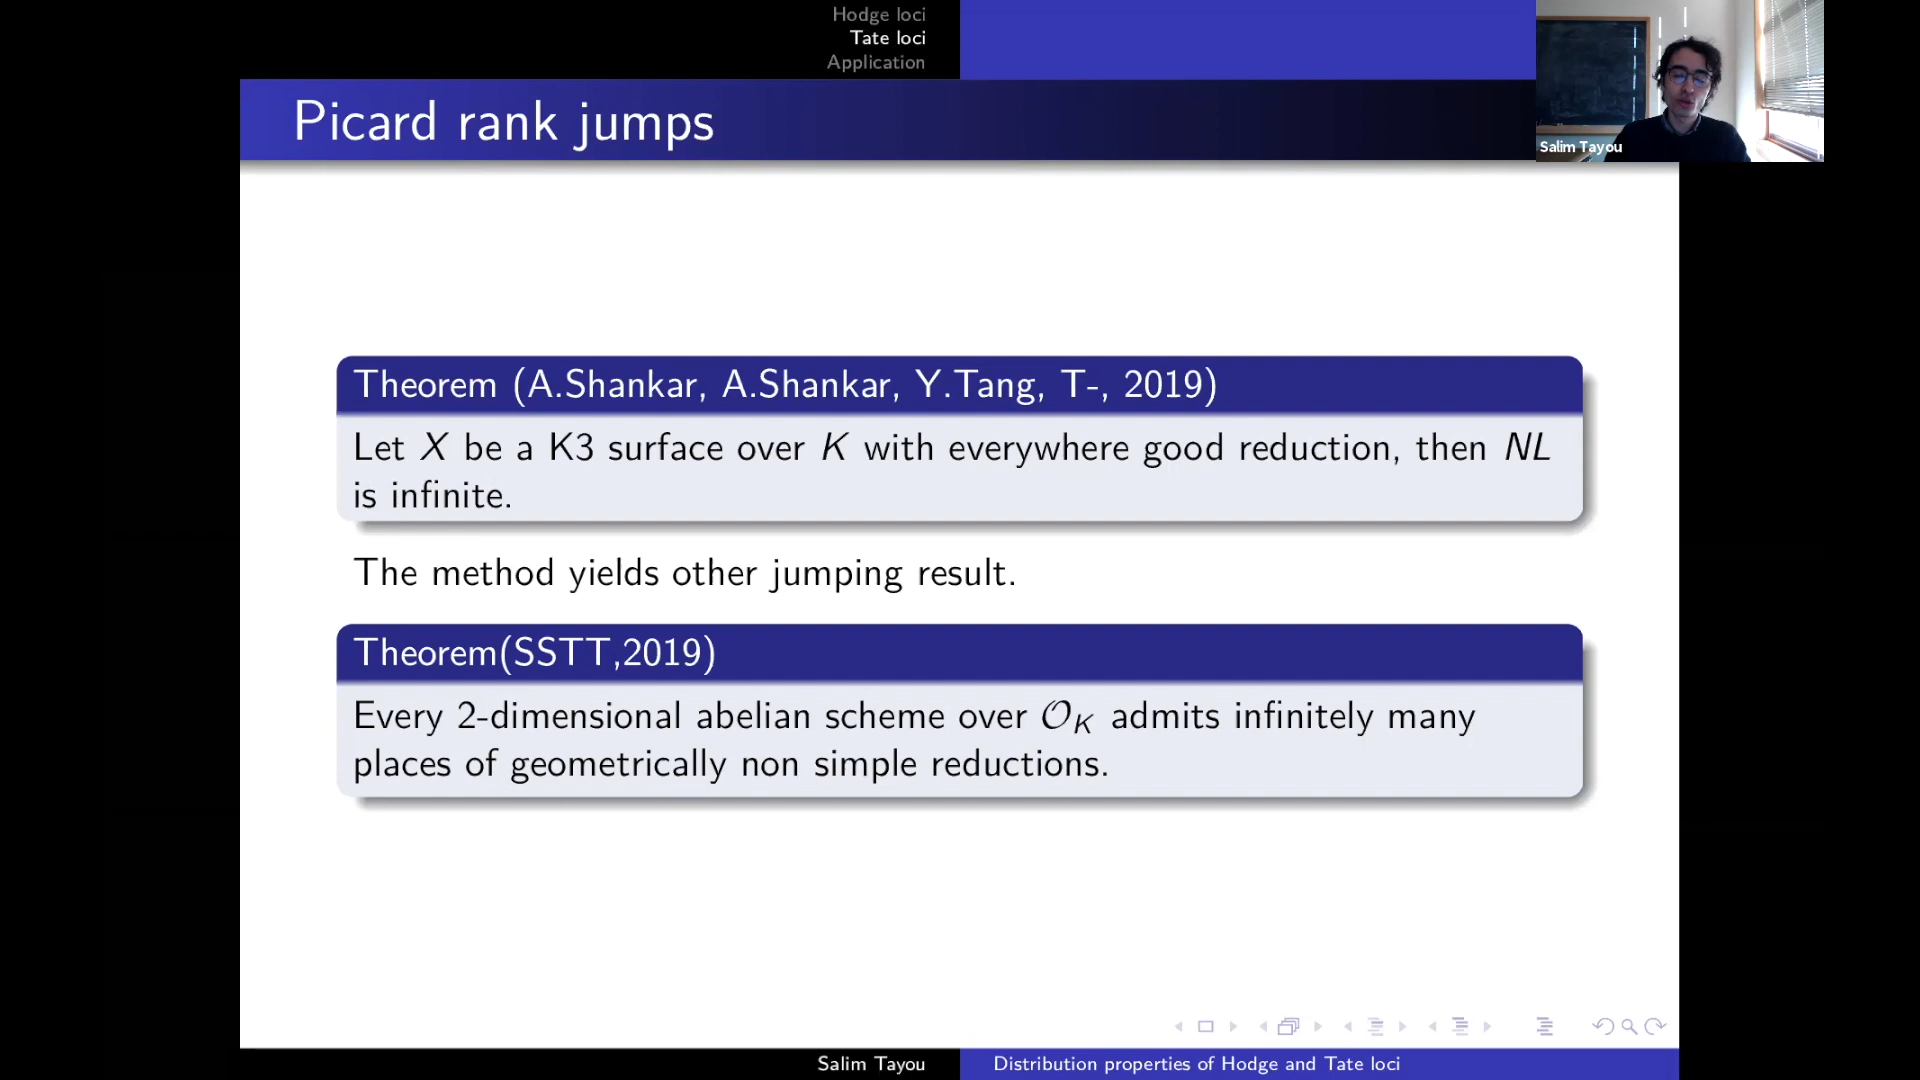 Hodge loci
Tate loci
Application
Picard rank jumps
Salim Tayou
Theorem (A.Shankar, A.Shankar, Y.Tang, T-, 2019)
Let X be a K3 surface over K with everywhere good reduction, then NL
is infinite.
The method yields other jumping result.
Theorem(SSTT,2019)
Every 2-dimensional abelian scheme over 𝒪_K admits infinitely many
places of geometrically non simple reductions.
Salim Tayou
Distribution properties of Hodge and Tate loci